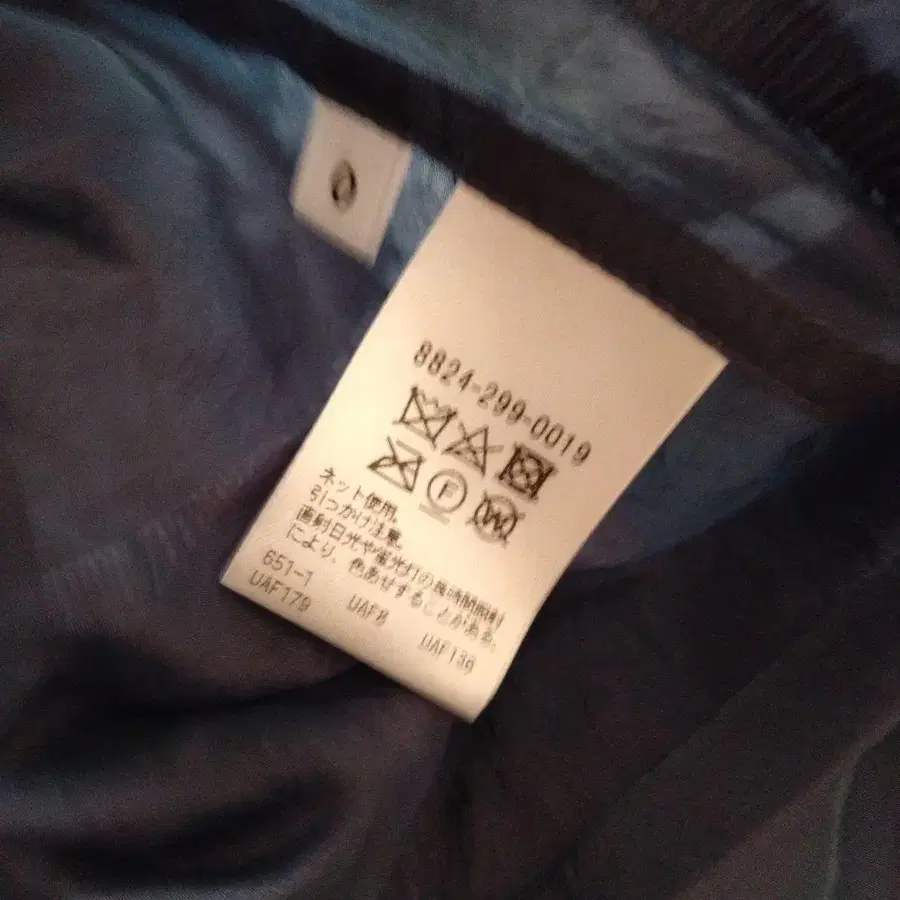 0
8824-299-0019
F
W
ネット使用。
引っかけ注意。
直射日光や蛍光灯の長時間照射
により、色あせすることがある。
651-1
UAF179 UAF8 UAF136